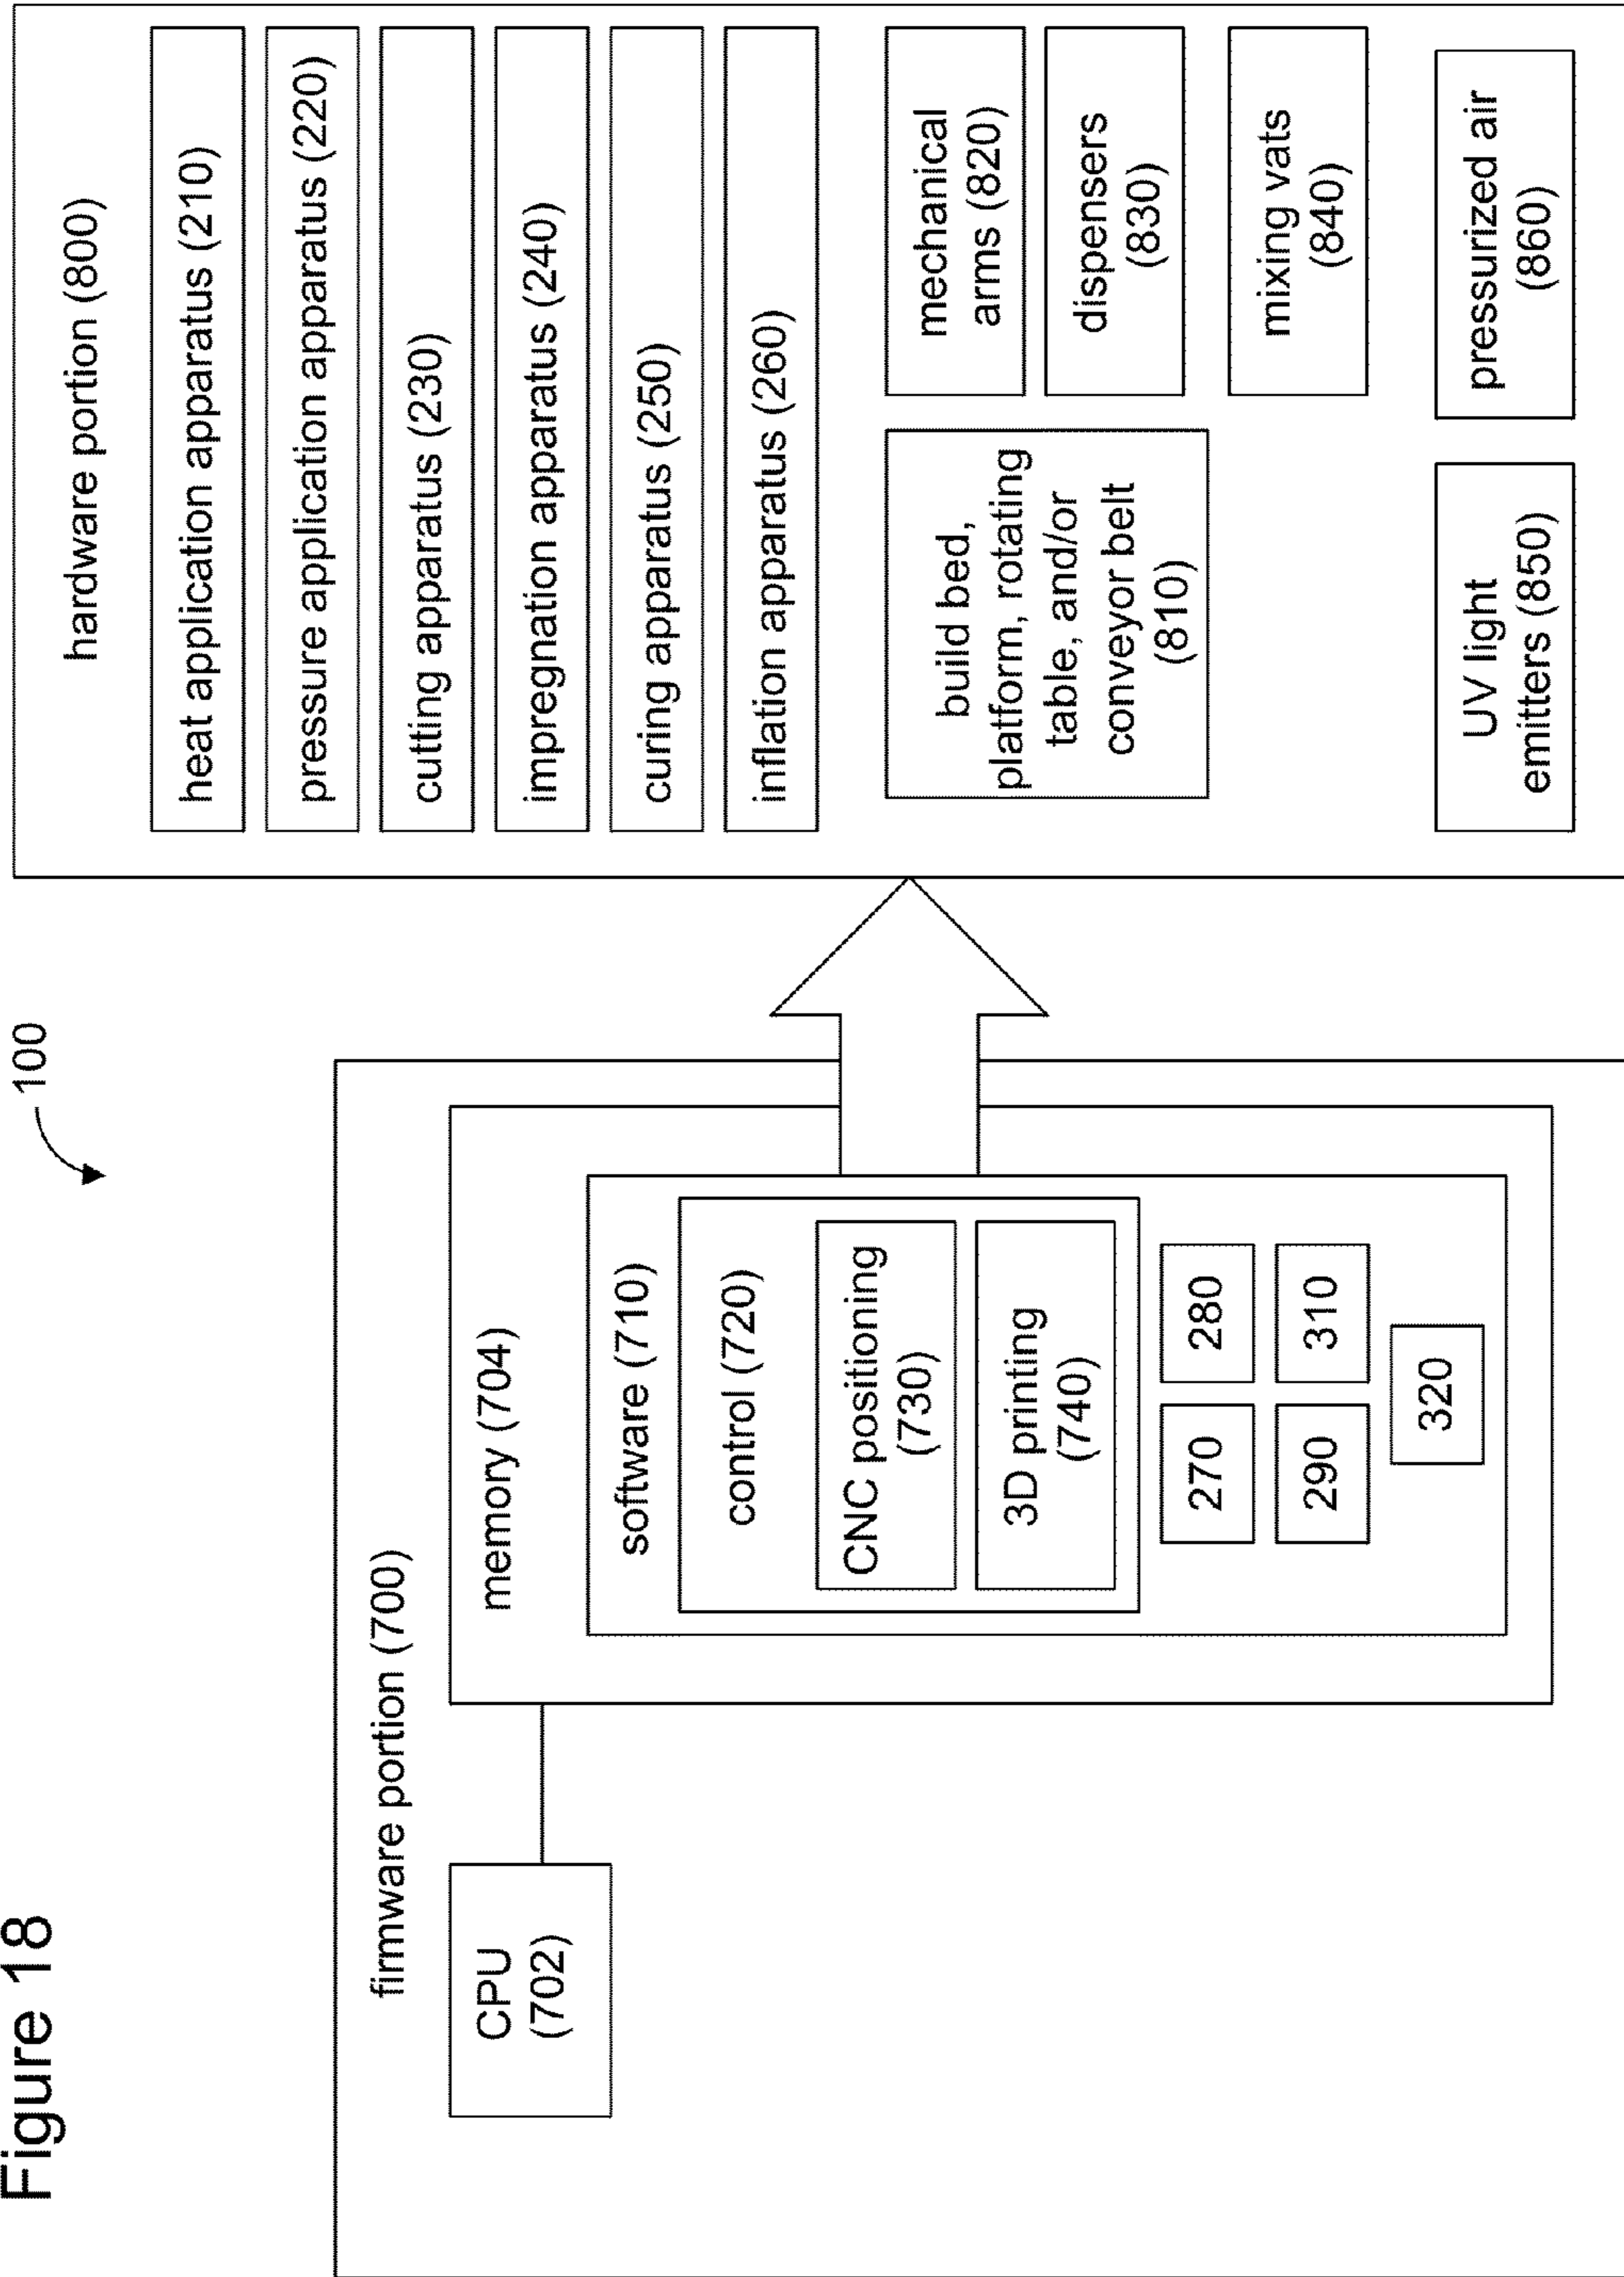 Figure 18
100
firmware portion (700)
CPU
(702)
memory (704)
software (710)
control (720)
CNC positioning
(730)
3D printing
(740)
270
280
290
310
320
hardware portion (800)
heat application apparatus (210)
pressure application apparatus (220)
cutting apparatus (230)
impregnation apparatus (240)
curing apparatus (250)
inflation apparatus (260)
build bed,
platform, rotating
table, and/or
conveyor belt
(810)
mechanical
arms (820)
dispensers
(830)
mixing vats
(840)
UV light
emitters (850)
pressurized air
(860)